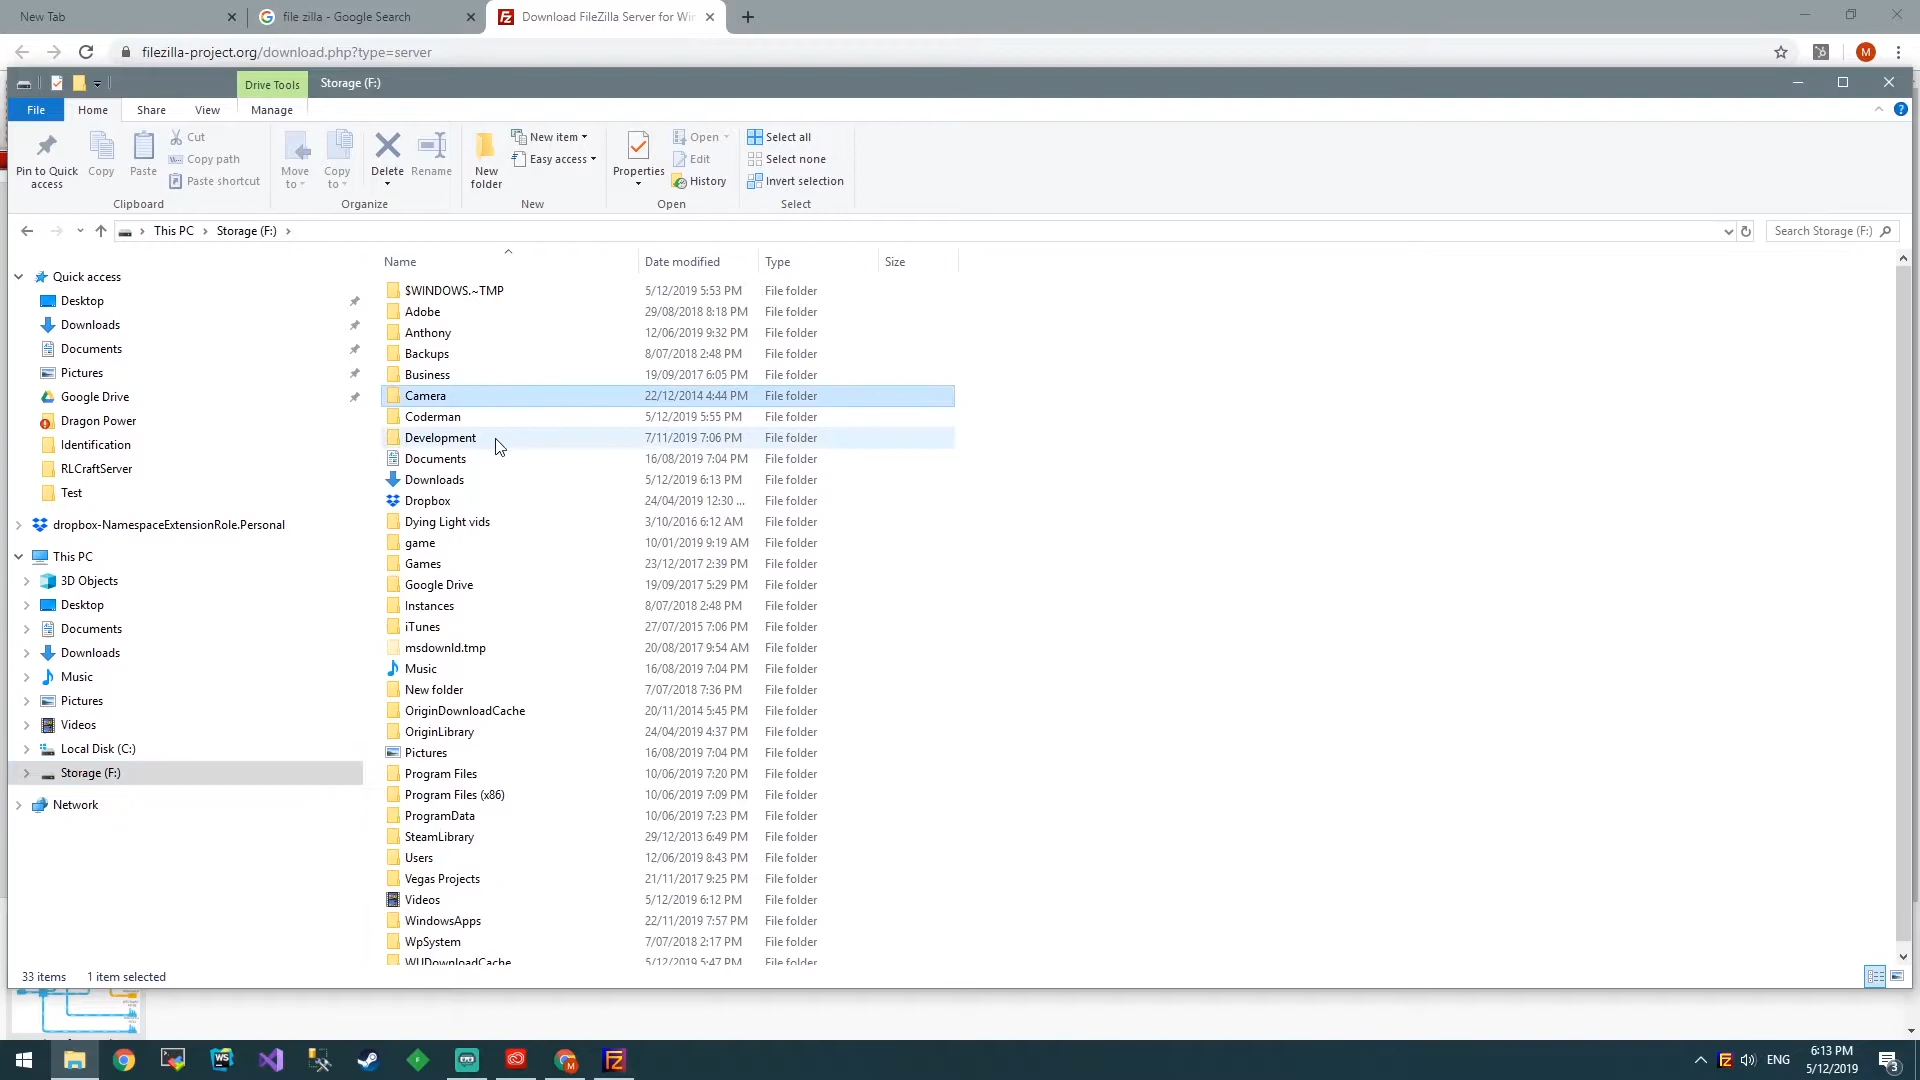 New Tab
file zilla - Google Search
Download FileZilla Server for Win
filezilla-project.org/download.php?type=server
M
Drive Tools
Storage (F:)
File
Home
Share
View
Manage
Pin to Quick access
Copy
Paste
Cut
Copy path
Paste shortcut
Clipboard
Move to
Copy to
Delete
Rename
Organize
New folder
New item
Easy access
New
Properties
Open
Edit
History
Open
Select all
Select none
Invert selection
Select
This PC
Storage (F:)
Search Storage (F:)
Quick access
Desktop
Downloads
Documents
Pictures
Google Drive
Dragon Power
Identification
RLCraftServer
Test
dropbox-NamespaceExtensionRole.Personal
This PC
3D Objects
Desktop
Documents
Downloads
Music
Pictures
Videos
Local Disk (C:)
Storage (F:)
Network
Name Date modified Type Size
$WINDOWS.~TMP 5/12/2019 5:53 PM File folder
Adobe 29/08/2018 8:18 PM File folder
Anthony 12/06/2019 9:32 PM File folder
Backups 8/07/2018 2:48 PM File folder
Business 19/09/2017 6:05 PM File folder
Camera 22/12/2014 4:44 PM File folder
Coderman 5/12/2019 5:55 PM File folder
Development 7/11/2019 7:06 PM File folder
Documents 16/08/2019 7:04 PM File folder
Downloads 5/12/2019 6:13 PM File folder
Dropbox 24/04/2019 12:30 ... File folder
Dying Light vids 3/10/2016 6:12 AM File folder
game 10/01/2019 9:19 AM File folder
Games 23/12/2017 2:39 PM File folder
Google Drive 19/09/2017 5:29 PM File folder
Instances 8/07/2018 2:48 PM File folder
iTunes 27/07/2015 7:06 PM File folder
msdownld.tmp 20/08/2017 9:54 AM File folder
Music 16/08/2019 7:04 PM File folder
New folder 7/07/2018 7:36 PM File folder
OriginDownloadCache 20/11/2014 5:45 PM File folder
OriginLibrary 24/04/2019 4:37 PM File folder
Pictures 16/08/2019 7:04 PM File folder
Program Files 10/06/2019 7:20 PM File folder
Program Files (x86) 10/06/2019 7:09 PM File folder
ProgramData 10/06/2019 7:23 PM File folder
SteamLibrary 29/12/2013 6:49 PM File folder
Users 12/06/2019 8:43 PM File folder
Vegas Projects 21/11/2017 9:25 PM File folder
Videos 5/12/2019 6:12 PM File folder
WindowsApps 22/11/2019 7:57 PM File folder
WpSystem 7/07/2018 2:17 PM File folder
WUDownloadCache 5/12/2019 5:47 PM File folder
33 items 1 item selected
ENG
6:13 PM
5/12/2019
3